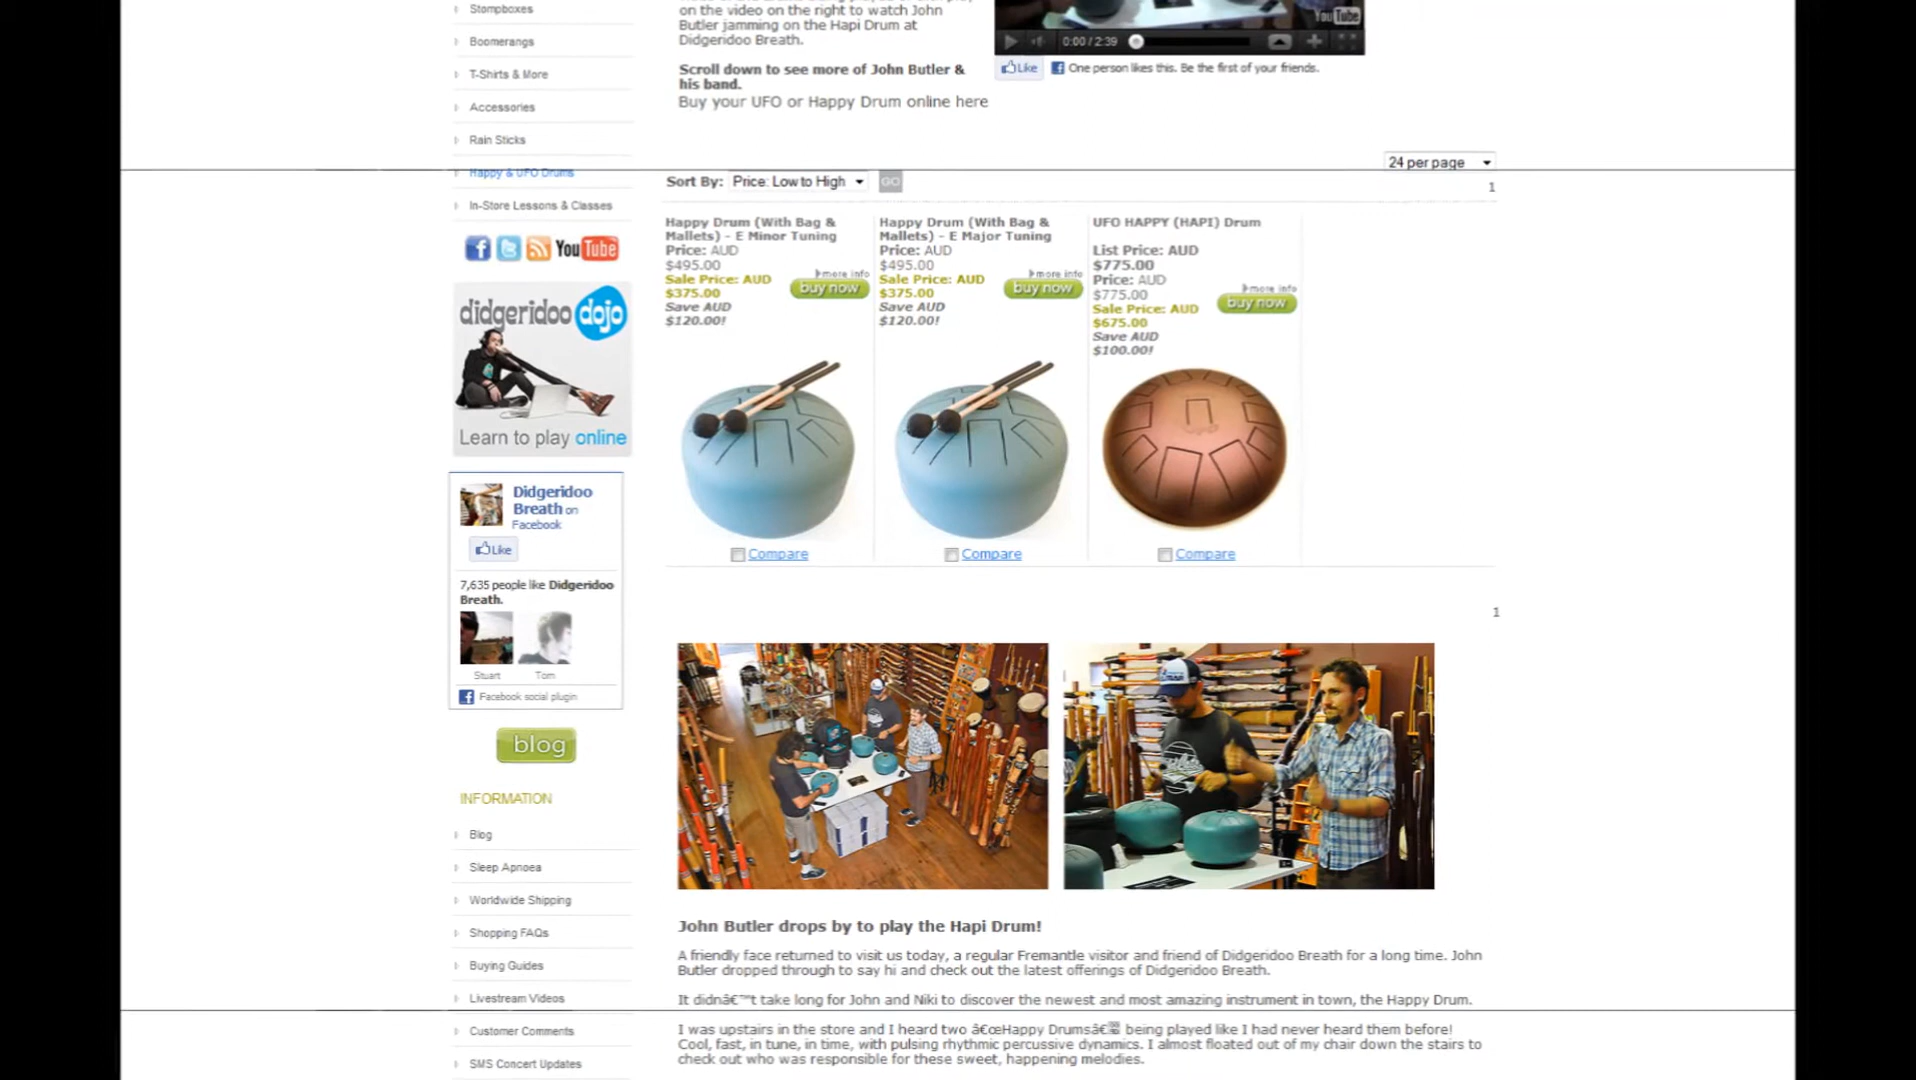 Stompboxes
Boomerangs
T-Shirts & More
Accessories
Rain Sticks
Happy & UFO Drums
In-Store Lessons & Classes
f
t
YouTube
didgeridoo dojo
Learn to play online
Didgeridoo
Breath on
Facebook
Like
7,635 people like Didgeridoo
Breath.
Stuart
Tom
Facebook social plugin
blog
INFORMATION
Blog
Sleep Apnoea
Worldwide Shipping
Shopping FAQs
Buying Guides
Livestream Videos
Customer Comments
SMS Concert Updates
on the video on the right to watch John
Butler jamming on the Hapi Drum at
Didgeridoo Breath.
Scroll down to see more of John Butler &
his band.
Buy your UFO or Happy Drum online here
YouTube
0:00 / 2:39
Like
One person likes this. Be the first of your friends.
24 per page
Sort By: Price: Low to High GO
1
Happy Drum (With Bag &
Mallets) - E Minor Tuning
Price: AUD
$495.00
Sale Price: AUD
$375.00
Save AUD
$120.00!
more info
buy now
Compare
Happy Drum (With Bag &
Mallets) - E Major Tuning
Price: AUD
$495.00
Sale Price: AUD
$375.00
Save AUD
$120.00!
more info
buy now
Compare
UFO HAPPY (HAPI) Drum
List Price: AUD
$775.00
Price: AUD
$775.00
Sale Price: AUD
$675.00
Save AUD
$100.00!
more info
buy now
Compare
1
John Butler drops by to play the Hapi Drum!
A friendly face returned to visit us today, a regular Fremantle visitor and friend of Didgeridoo Breath for a long time. John
Butler dropped through to say hi and check out the latest offerings of Didgeridoo Breath.
It didnâ€™t take long for John and Niki to discover the newest and most amazing instrument in town, the Happy Drum.
I was upstairs in the store and I heard two â€œHappy Drumsâ€ being played like I had never heard them before!
Cool, fast, in tune, in time, with pulsing rhythmic percussive dynamics. I almost floated out of my chair down the stairs to
check out who was responsible for these sweet, happening melodies.